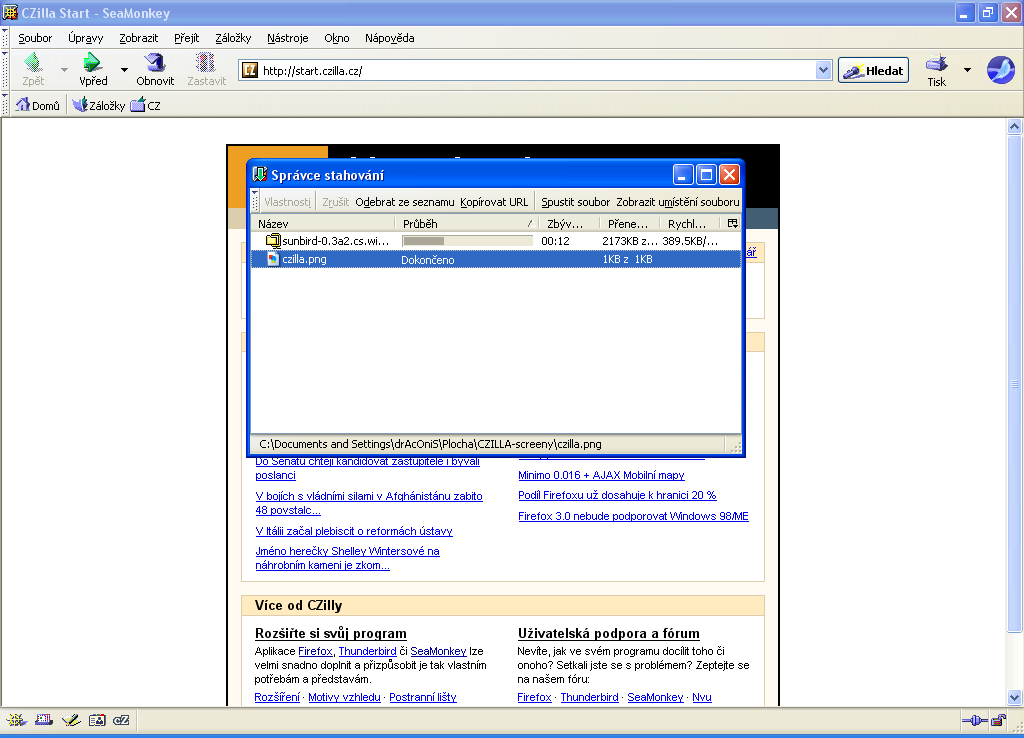 CZilla Start - SeaMonkey
Soubor Úpravy Zobrazit Přejít Záložky Nástroje Okno Nápověda
Zpět Vpřed Obnovit Zastavit http://start.czilla.cz/ Hledat Tisk
Domů Záložky CZ
Správce stahování
Vlastnosti Zrušit Odebrat ze seznamu Kopírovat URL Spustit soubor Zobrazit umístění souboru
Název Průběh Zbýv... Přene... Rychl...
sunbird-0.3a2.cs.wi... 00:12 2173KB z... 389.5KB/...
czilla.png Dokončeno 1KB z 1KB
C:\Documents and Settings\drAcOniS\Plocha\CZILLA-screeny\czilla.png
Do Senátu chtějí kandidovat zastupitelé i bývalí
poslanci
V bojích s vládními silami v Afghánistánu zabito
48 povstalc...
V Itálii začal plebiscit o reformách ústavy
Jméno herečky Shelley Wintersové na
náhrobním kameni je zkom...
Minimo 0.016 + AJAX Mobilní mapy
Podíl Firefoxu už dosahuje k hranici 20 %
Firefox 3.0 nebude podporovat Windows 98/ME
Více od CZilly
Rozšiřte si svůj program
Aplikace Firefox, Thunderbird či SeaMonkey lze
velmi snadno doplnit a přizpůsobit je tak vlastním
potřebám a představám.
Rozšíření · Motivy vzhledu · Postranní lišty
Uživatelská podpora a fórum
Nevíte, jak ve svém programu docílit toho či
onoho? Setkali jste se s problémem? Zeptejte se
na našem fóru:
Firefox · Thunderbird · SeaMonkey · Nvu